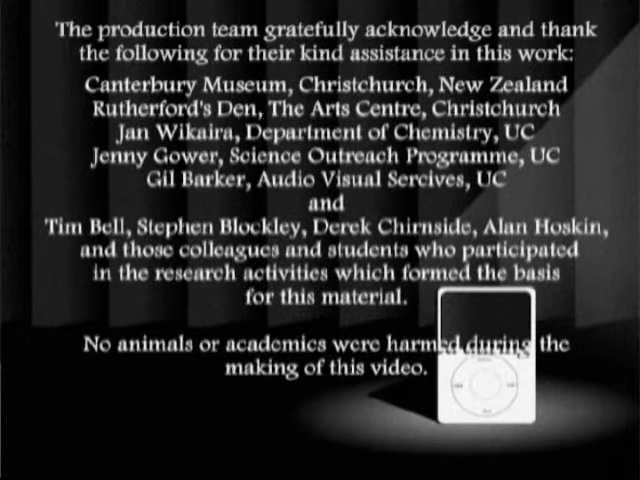 The production team gratefully acknowledge and thank
the following for their kind assistance in this work:
Canterbury Museum, Christchurch, New Zealand
Rutherford's Den, The Arts Centre, Christchurch
Jan Wikaira, Department of Chemistry, UC
Jenny Gower, Science Outreach Programme, UC
Gil Barker, Audio Visual Sercives, UC
and
Tim Bell, Stephen Blockley, Derek Chirnside, Alan Hoskin,
and those colleagues and students who participated
in the research activities which formed the basis
for this material.
No animals or academics were harmed during the
making of this video.